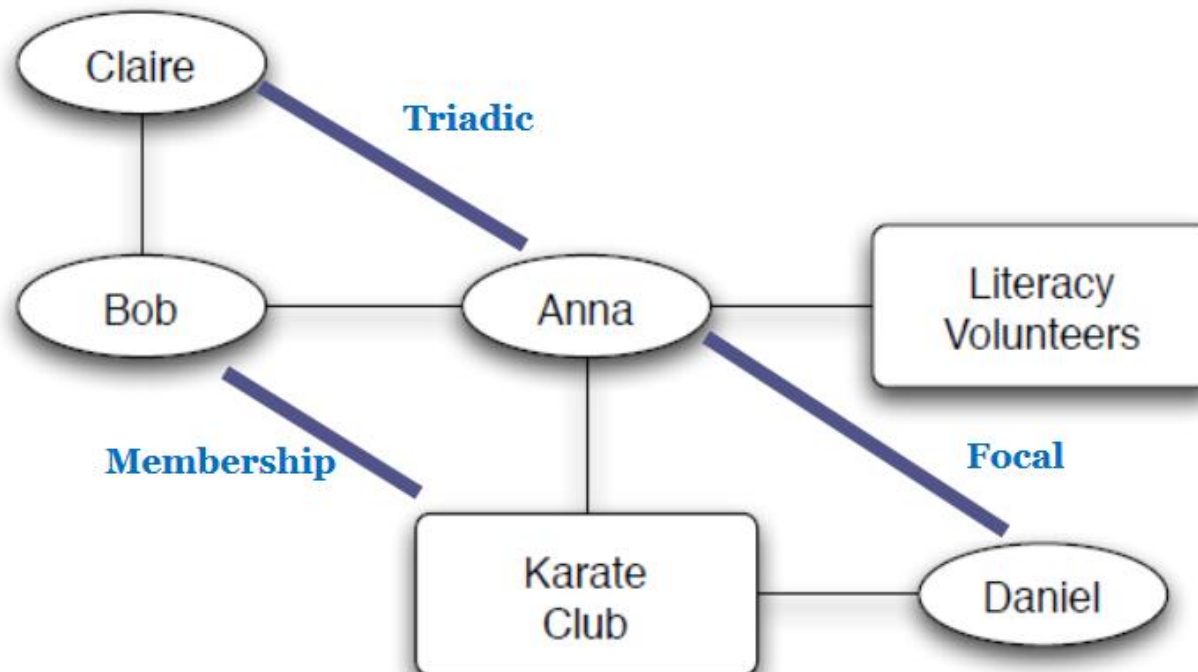 Claire
Triadic
Bob
Anna
Literacy
Volunteers
Membership
Focal
Karate
Club
Daniel